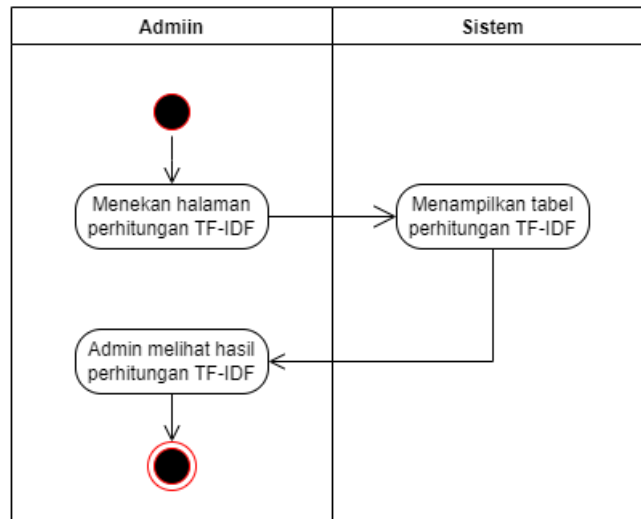 Admiin
Sistem
Menekan halaman
perhitungan TF-IDF
Menampilkan tabel
perhitungan TF-IDF
Admin melihat hasil
perhitungan TF-IDF